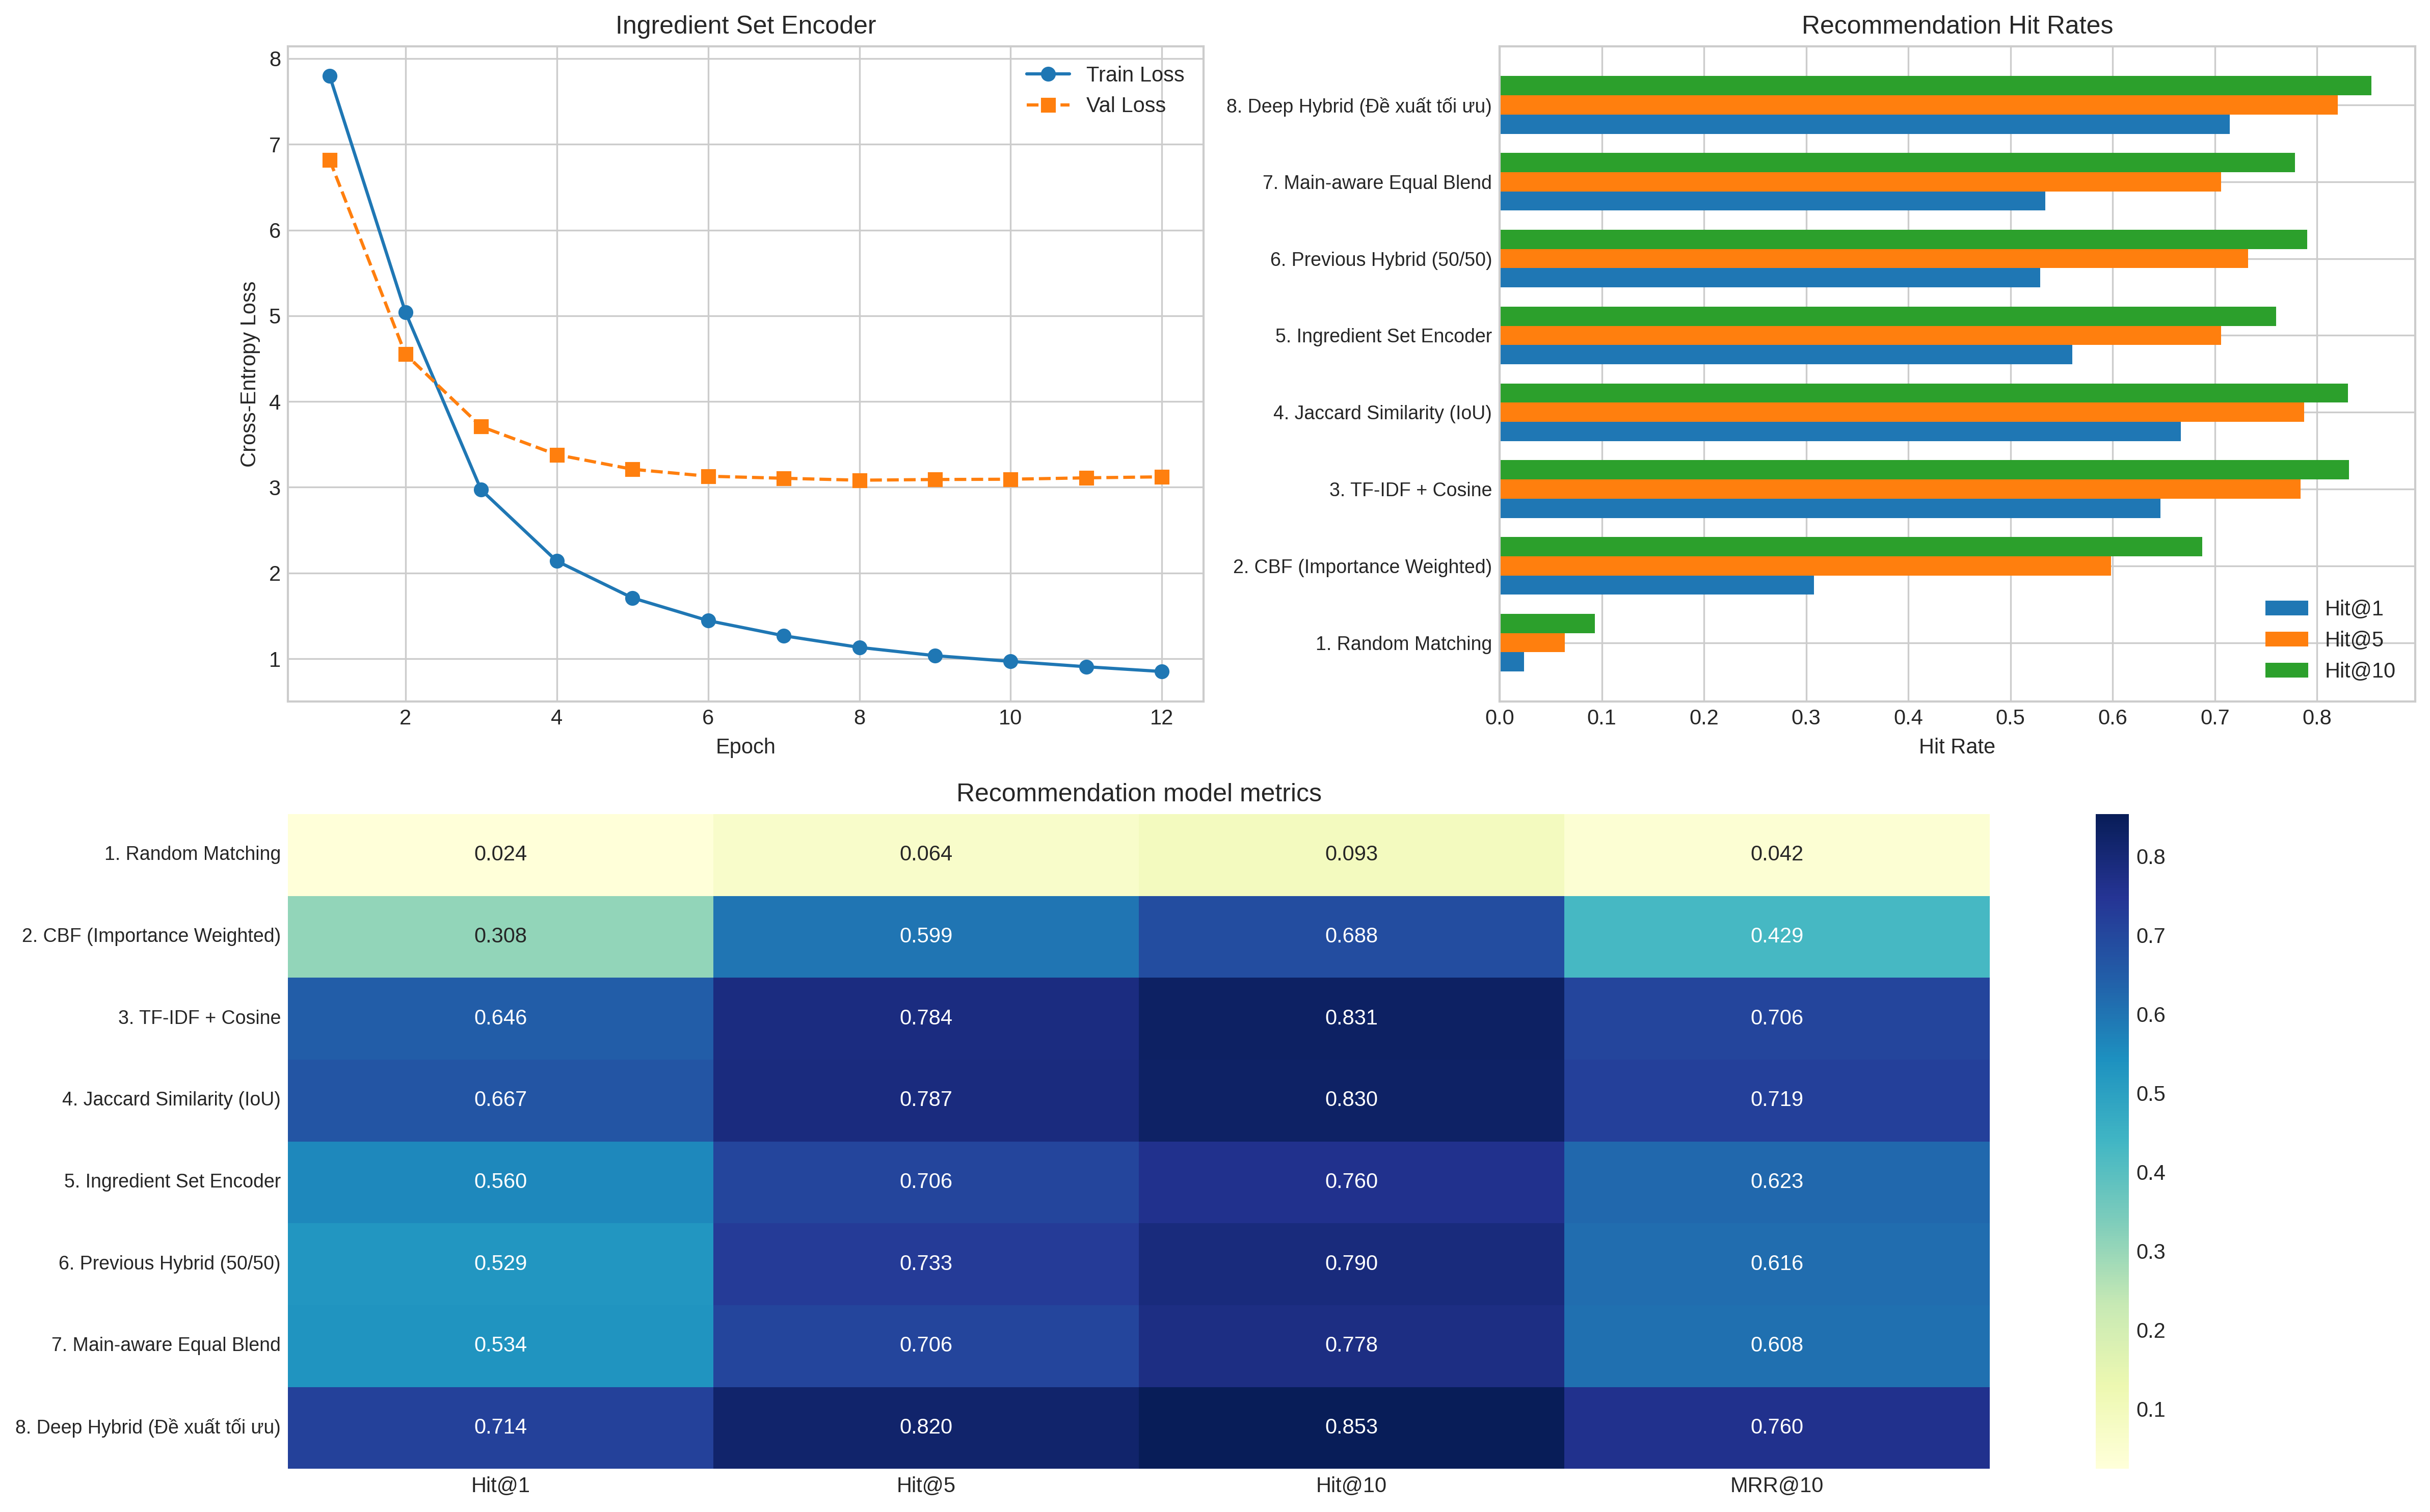 Ingredient Set Encoder
Cross-Entropy Loss
8
7
6
5
4
3
2
1
Train Loss
Val Loss
2 4 6 8 10 12
Epoch
Recommendation Hit Rates
8. Deep Hybrid (Đề xuất tối ưu)
7. Main-aware Equal Blend
6. Previous Hybrid (50/50)
5. Ingredient Set Encoder
4. Jaccard Similarity (IoU)
3. TF-IDF + Cosine
2. CBF (Importance Weighted)
1. Random Matching
Hit@1
Hit@5
Hit@10
0.0 0.1 0.2 0.3 0.4 0.5 0.6 0.7 0.8
Hit Rate
Recommendation model metrics
1. Random Matching 0.024 0.064 0.093 0.042
2. CBF (Importance Weighted) 0.308 0.599 0.688 0.429
3. TF-IDF + Cosine 0.646 0.784 0.831 0.706
4. Jaccard Similarity (IoU) 0.667 0.787 0.830 0.719
5. Ingredient Set Encoder 0.560 0.706 0.760 0.623
6. Previous Hybrid (50/50) 0.529 0.733 0.790 0.616
7. Main-aware Equal Blend 0.534 0.706 0.778 0.608
8. Deep Hybrid (Đề xuất tối ưu) 0.714 0.820 0.853 0.760
Hit@1 Hit@5 Hit@10 MRR@10
0.8
0.7
0.6
0.5
0.4
0.3
0.2
0.1